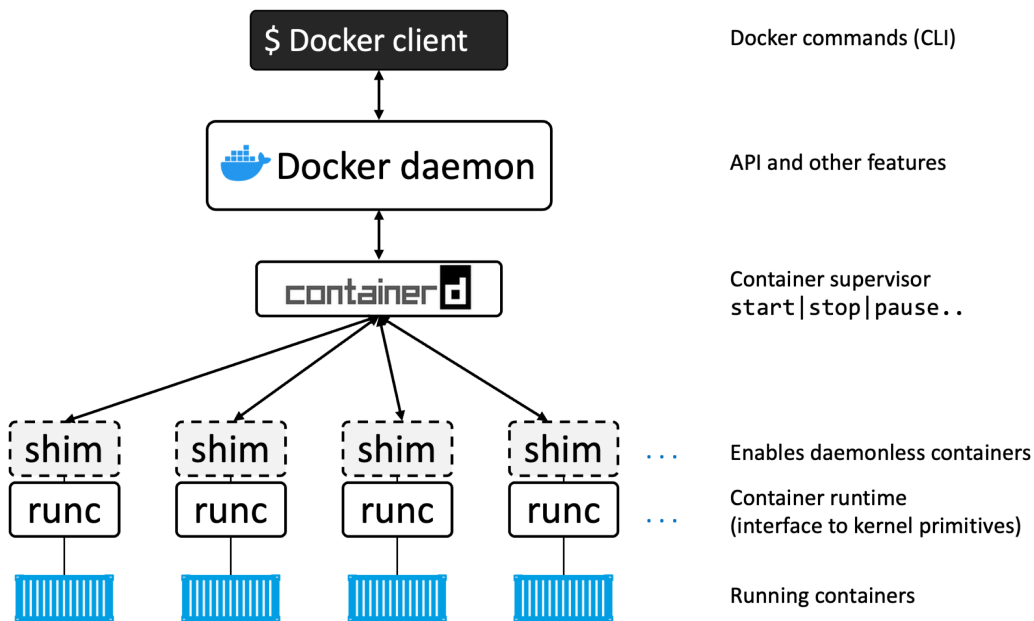 $ Docker client
Docker commands (CLI)
Docker daemon
API and other features
containerd
Container supervisor
start|stop|pause..
shim shim shim shim ...
Enables daemonless containers
runc runc runc runc ...
Container runtime
(interface to kernel primitives)
Running containers